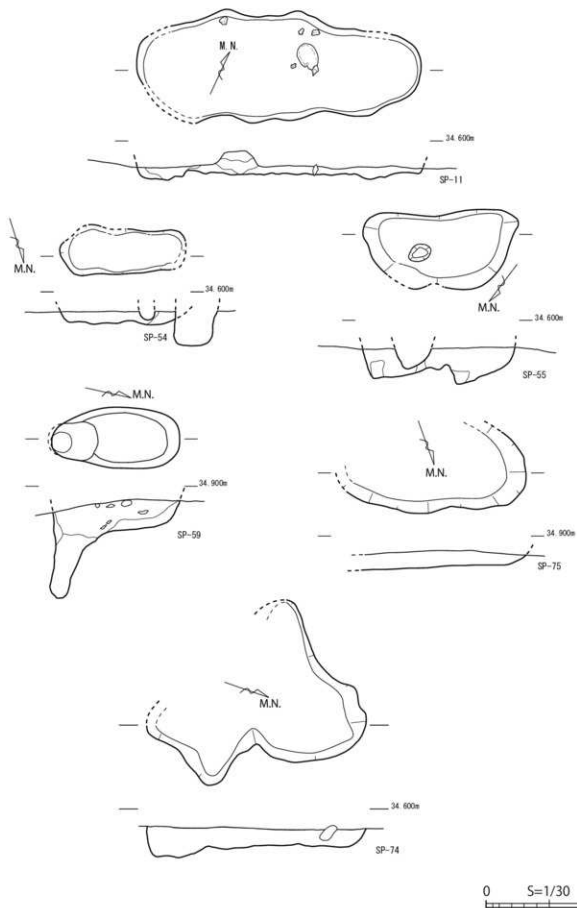 M.N.
34.600m
SP-11
M.N.
34.600m
SP-54
M.N.
34.600m
SP-55
M.N.
34.900m
SP-59
M.N.
34.900m
SP-75
M.N.
34.600m
SP-74
0 S=1/30